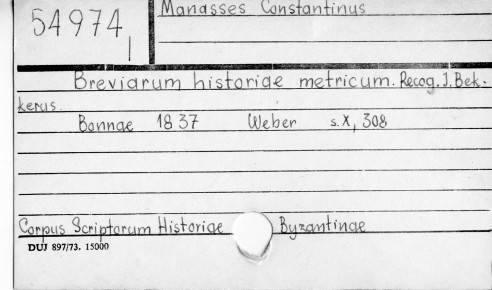 54974
Manasses Constantinus
Breviarum historiae metricum. Recog. J. Bek-
kerus.
Bonnae 1837 Weber s.X, 308
Corpus Scriptorum Historiae Byzantinae
DUJ 897/73. 15000